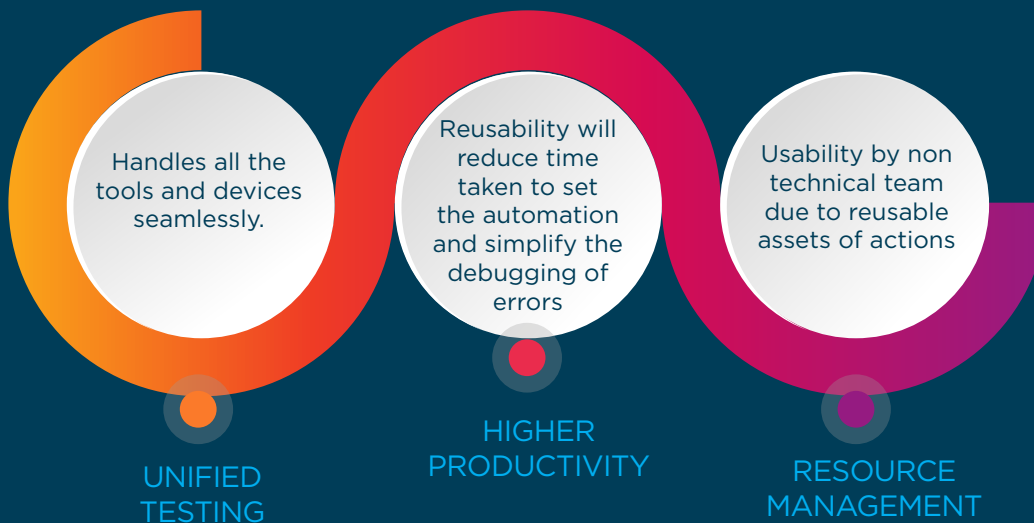 Handles all the
tools and devices
seamlessly.
UNIFIED
TESTING
Reusability will
reduce time
taken to set
the automation
and simplify the
debugging of
errors
HIGHER
PRODUCTIVITY
Usability by non
technical team
due to reusable
assets of actions
RESOURCE
MANAGEMENT